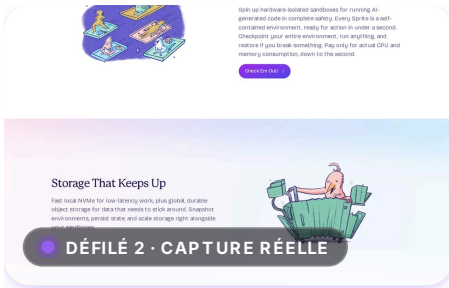 Spin up hardware-isolated sandboxes for running AI-
generated code in complete safety. Every Sprite is a self-
contained environment, ready for action in under a second.
Checkpoint your entire environment, run anything, and
restore if you break something. Pay only for actual CPU and
memory consumption, down to the second.
Check Em Out!
Storage That Keeps Up
Fast local NVMe for low-latency work, plus global, durable
object storage for data that needs to stick around. Snapshot
environments, persist state, and scale storage right alongside
your sandboxes.
DÉFILÉ 2 · CAPTURE RÉELLE